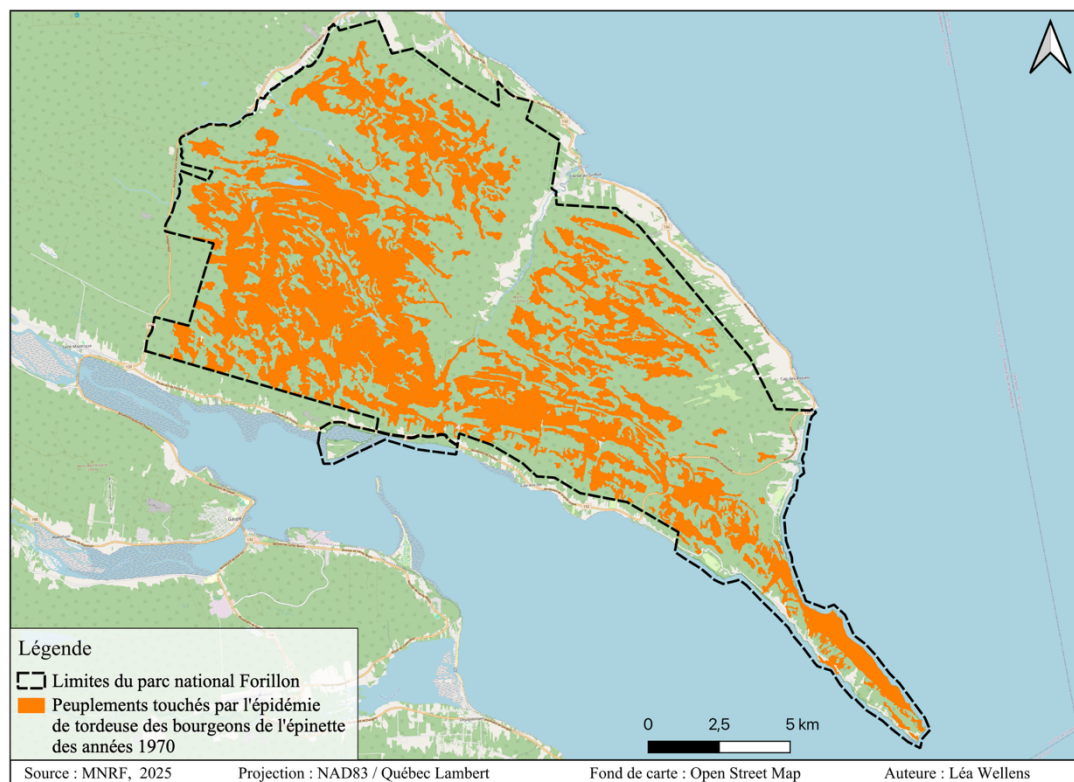 Gaspé
Légende
Limites du parc national Forillon
Peuplements touchés par l'épidémie
de tordeuse des bourgeons de l'épinette
des années 1970
0 2,5 5 km
Source : MNRF, 2025 Projection : NAD83 / Québec Lambert Fond de carte : Open Street Map Auteure : Léa Wellens